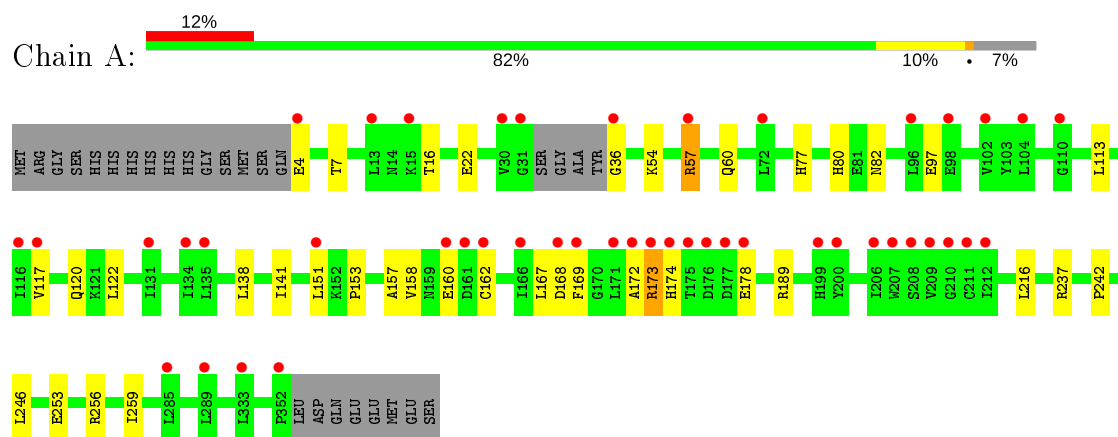 12%
Chain A:
82% 10% • 7%
MET ARG GLY SER HIS HIS HIS HIS HIS HIS GLY SER MET SER GLN E4 T7 L13 N14 K15 T16 E22 V30 G31 SER GLY ALA TYR G36 K54 R57 Q60 L72 H77 H80 E81 N82 L96 E97 E98 V102 Y103 L104 G110 L113
I116 V117 Q120 K121 L122 I131 I134 L135 L138 I141 L151 K152 P153 A157 V158 N159 E160 D161 C162 I166 L167 D168 F169 G170 L171 A172 R173 H174 T175 D176 D177 E178 R189 H199 Y200 I206 W207 S208 V209 G210 C211 I212 L216 R237 P242
L246 E253 R256 I259 L285 L289 L333 P352 LEU ASP GLN GLU GLU MET GLU SER